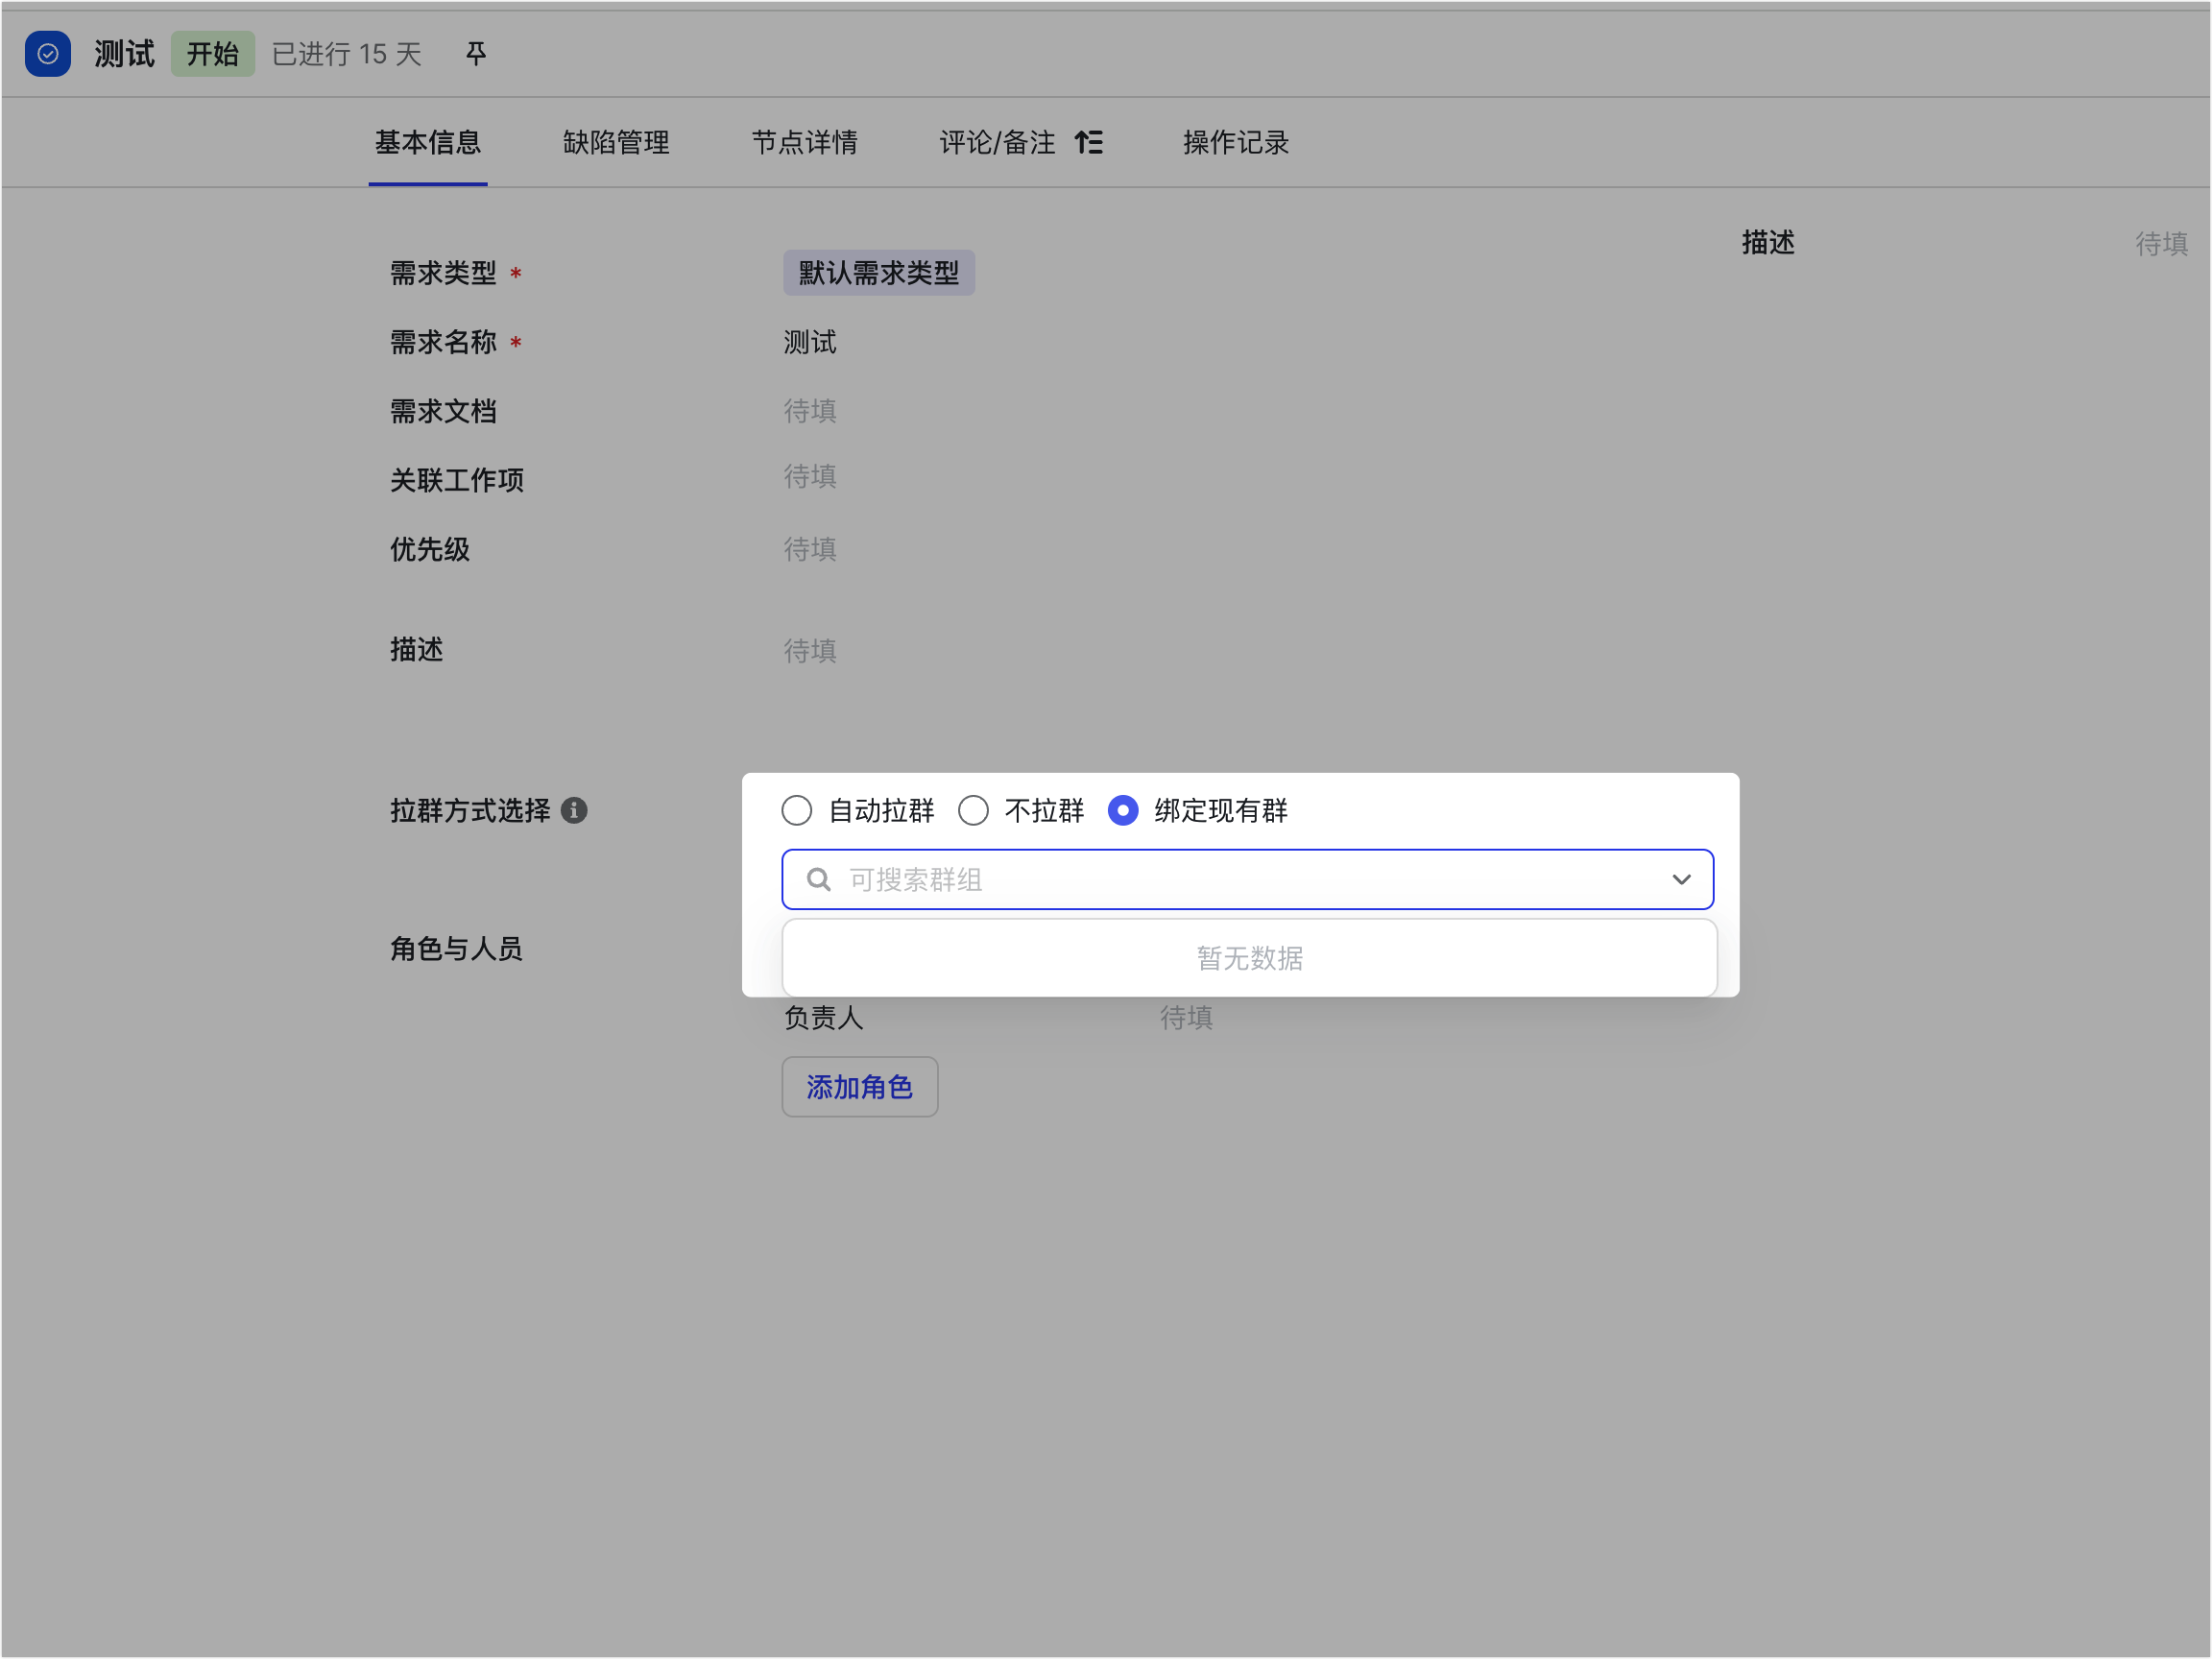 测试 开始 已进行 15 天
基本信息 缺陷管理 节点详情 评论/备注 操作记录
描述 待填
需求类型 * 默认需求类型
需求名称 * 测试
需求文档 待填
关联工作项 待填
优先级 待填
描述 待填
拉群方式选择 自动拉群 不拉群 绑定现有群
可搜索群组
角色与人员 暂无数据
负责人 待填
添加角色